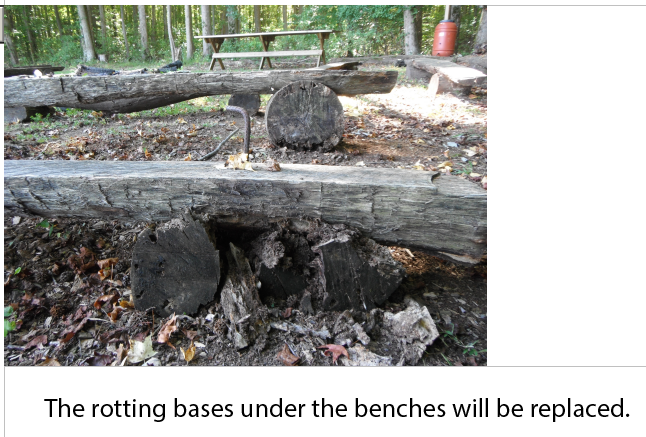 The rotting bases under the benches will be replaced.